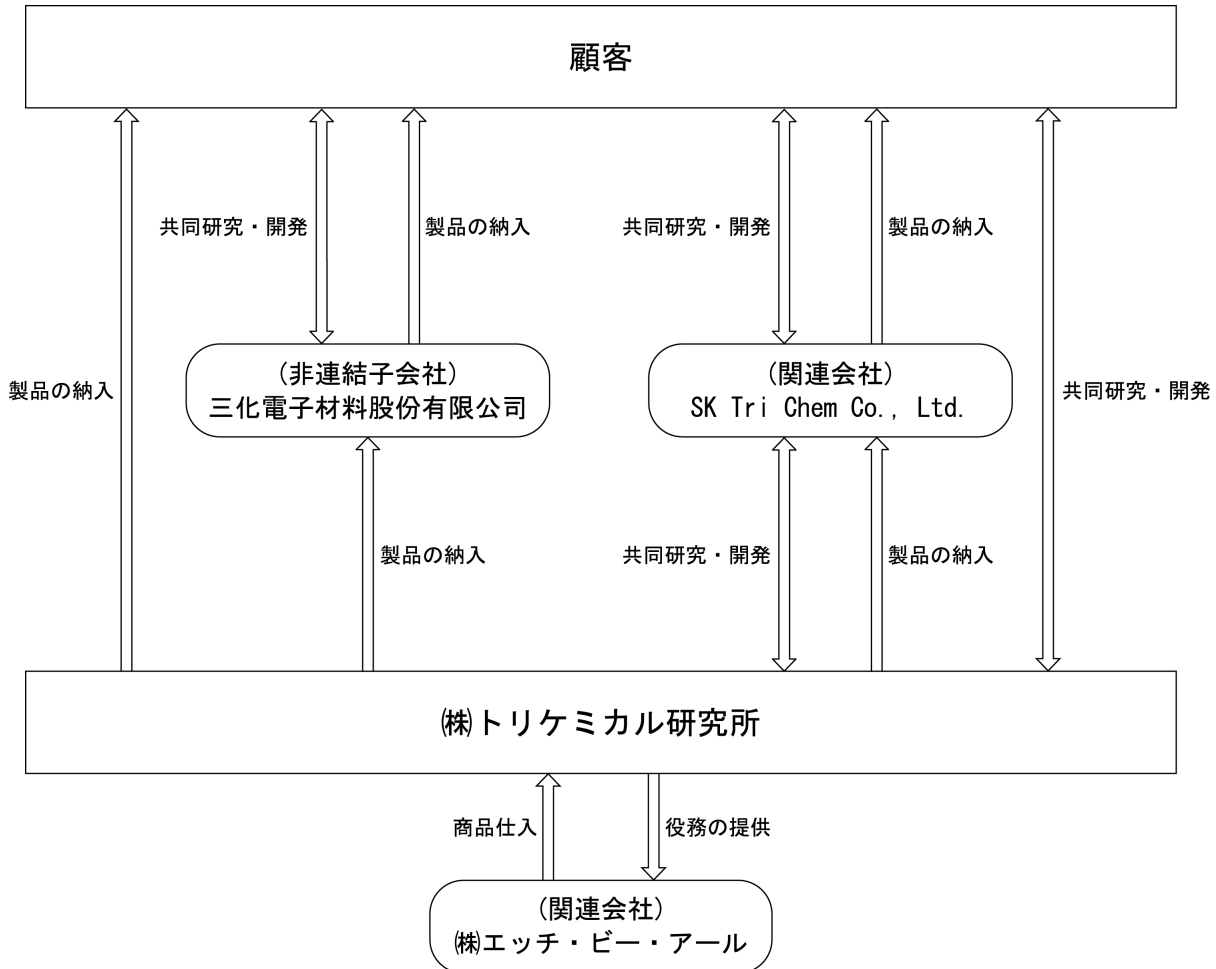 顧客
共同研究・開発
製品の納入
共同研究・開発
製品の納入
製品の納入
(非連結子会社)
三化電子材料股份有限公司
(関連会社)
SK Tri Chem Co., Ltd.
共同研究・開発
製品の納入
共同研究・開発
製品の納入
㈱トリケミカル研究所
商品仕入
役務の提供
(関連会社)
㈱エッチ・ビー・アール